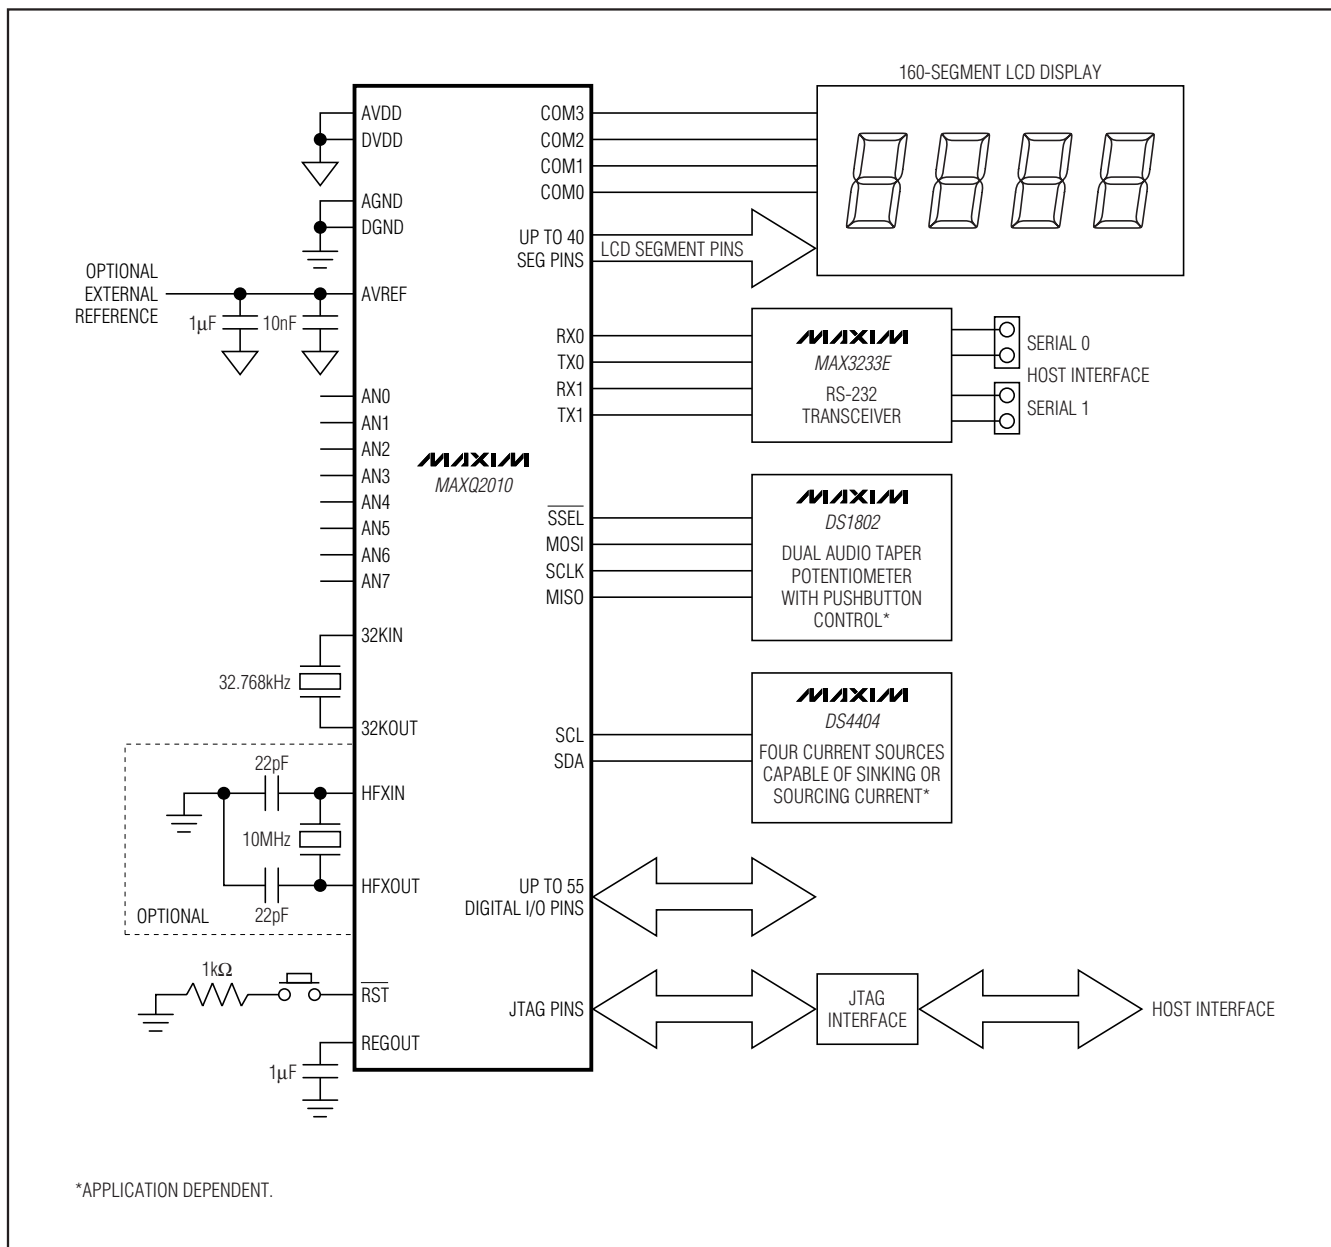 160-SEGMENT LCD DISPLAY
AVDD
DVDD
AGND
DGND
OPTIONAL
EXTERNAL
REFERENCE
AVREF
1μF
10nF
AN0
AN1
AN2
AN3
AN4
AN5
AN6
AN7
32KIN
32.768kHz
32KOUT
22pF
HFXIN
10MHz
HFXOUT
22pF
OPTIONAL
1kΩ
RST
REGOUT
1μF
MAXIM
MAXQ2010
COM3
COM2
COM1
COM0
UP TO 40
SEG PINS
LCD SEGMENT PINS
RX0
TX0
RX1
TX1
MAXIM
MAX3233E
RS-232
TRANSCEIVER
SERIAL 0
HOST INTERFACE
SERIAL 1
SSEL
MOSI
SCLK
MISO
MAXIM
DS1802
DUAL AUDIO TAPER
POTENTIOMETER
WITH PUSHBUTTON
CONTROL*
SCL
SDA
MAXIM
DS4404
FOUR CURRENT SOURCES
CAPABLE OF SINKING OR
SOURCING CURRENT*
UP TO 55
DIGITAL I/O PINS
JTAG PINS
JTAG
INTERFACE
HOST INTERFACE
*APPLICATION DEPENDENT.